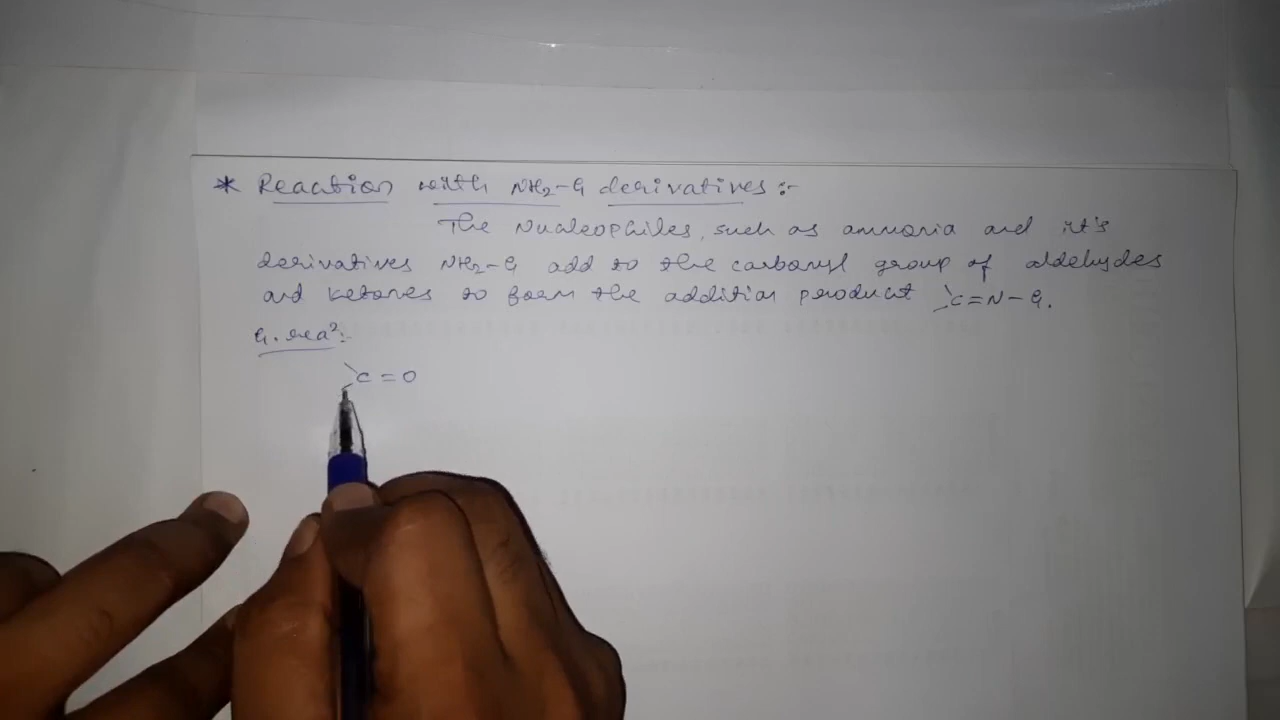 * Reaction with NH₂-G derivatives :-
The Nucleophiles, such as ammonia and it's
derivatives NH₂-G add to the carbonyl group of aldehydes
and ketones to form the addition product >C=N-G.
G. rea²:-
>C=O